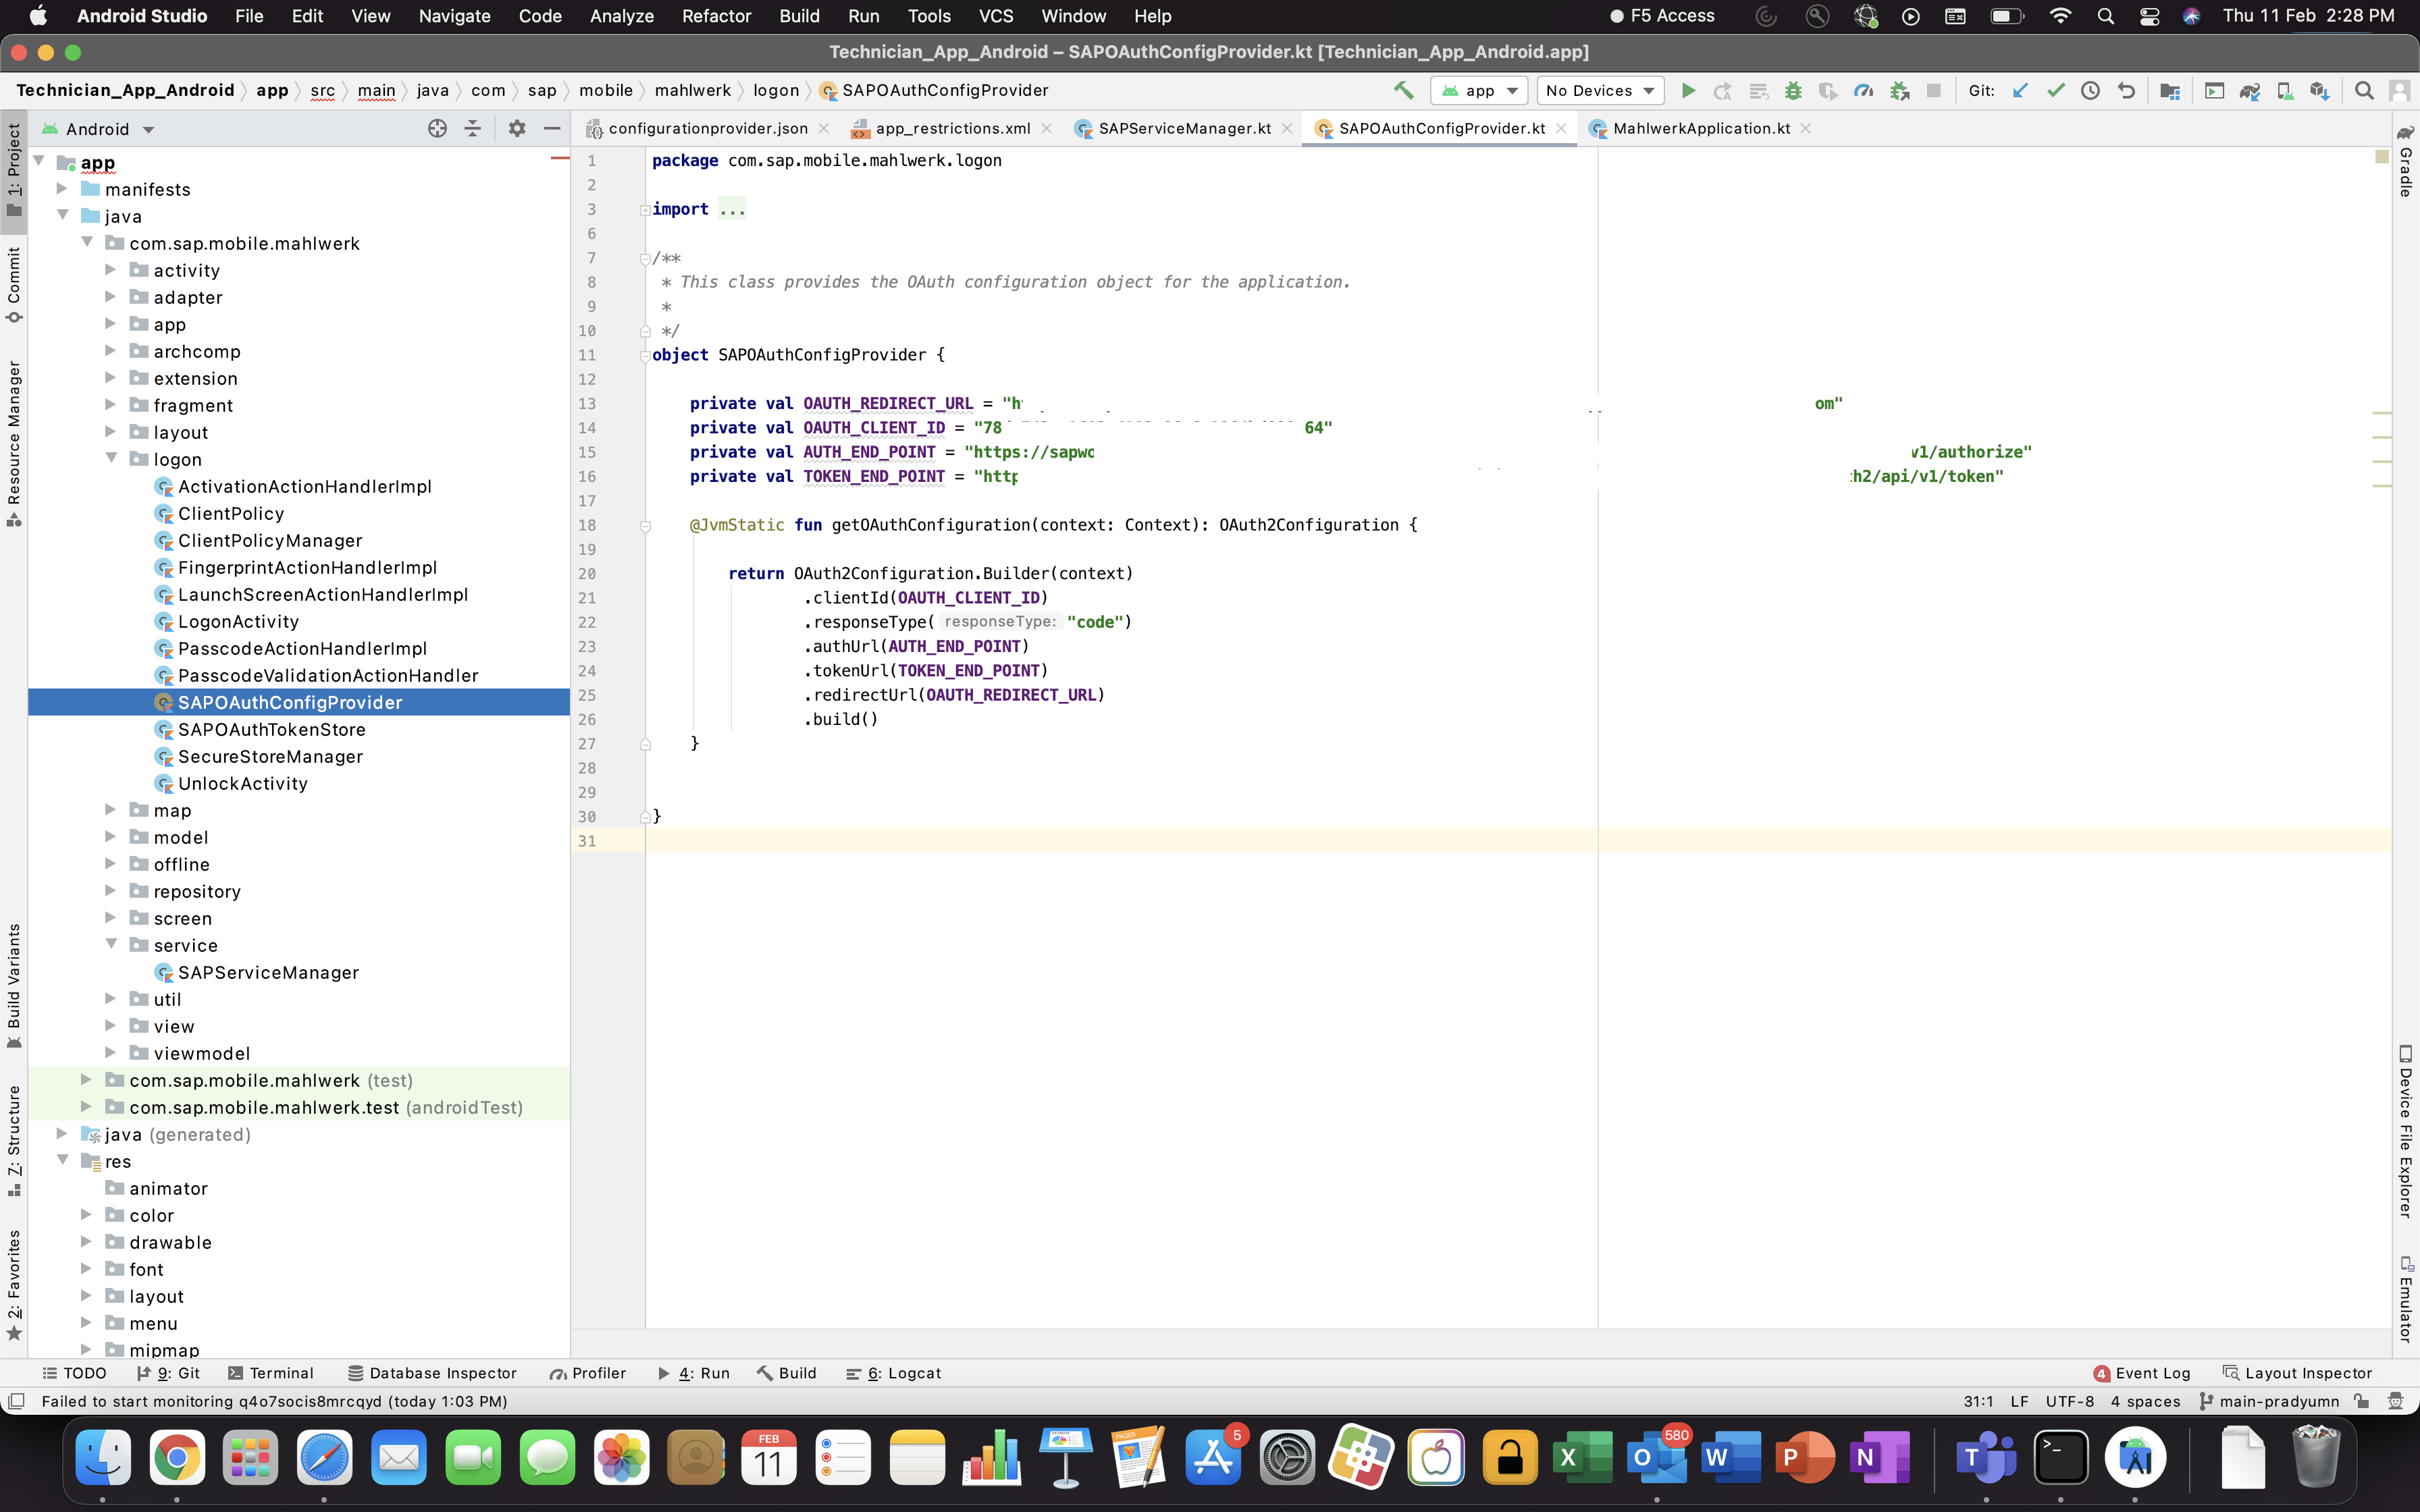 Android Studio File Edit View Navigate Code Analyze Refactor Build Run Tools VCS Window Help F5 Access Thu 11 Feb 2:28 PM
Technician_App_Android – SAPOAuthConfigProvider.kt [Technician_App_Android.app]
Technician_App_Android app src main java com sap mobile mahlwerk logon SAPOAuthConfigProvider app No Devices Git:
Android configurationprovider.json app_restrictions.xml SAPServiceManager.kt SAPOAuthConfigProvider.kt MahlwerkApplication.kt
1: Project
Commit
Resource Manager
Build Variants
7: Structure
2: Favorites
app
manifests
java
com.sap.mobile.mahlwerk
activity
adapter
app
archcomp
extension
fragment
layout
logon
ActivationActionHandlerImpl
ClientPolicy
ClientPolicyManager
FingerprintActionHandlerImpl
LaunchScreenActionHandlerImpl
LogonActivity
PasscodeActionHandlerImpl
PasscodeValidationActionHandler
SAPOAuthConfigProvider
SAPOAuthTokenStore
SecureStoreManager
UnlockActivity
map
model
offline
repository
screen
service
SAPServiceManager
util
view
viewmodel
com.sap.mobile.mahlwerk (test)
com.sap.mobile.mahlwerk.test (androidTest)
java (generated)
res
animator
color
drawable
font
layout
menu
mipmap
1 package com.sap.mobile.mahlwerk.logon
2
3 import ...
6
7 /**
8 * This class provides the OAuth configuration object for the application.
9 *
10 */
11 object SAPOAuthConfigProvider {
12
13 private val OAUTH_REDIRECT_URL = "h om"
14 private val OAUTH_CLIENT_ID = "78 64"
15 private val AUTH_END_POINT = "https://sapwo v1/authorize"
16 private val TOKEN_END_POINT = "http h2/api/v1/token"
17
18 @JvmStatic fun getOAuthConfiguration(context: Context): OAuth2Configuration {
19
20 return OAuth2Configuration.Builder(context)
21 .clientId(OAUTH_CLIENT_ID)
22 .responseType( responseType: "code")
23 .authUrl(AUTH_END_POINT)
24 .tokenUrl(TOKEN_END_POINT)
25 .redirectUrl(OAUTH_REDIRECT_URL)
26 .build()
27 }
28
29
30 }
31
Gradle
Device File Explorer
Emulator
TODO 9: Git Terminal Database Inspector Profiler 4: Run Build 6: Logcat 4 Event Log Layout Inspector
Failed to start monitoring q4o7socis8mrcqyd (today 1:03 PM) 31:1 LF UTF-8 4 spaces main-pradyumn
FEB
11
PAGES
5
X
O
580
W
P
N
T